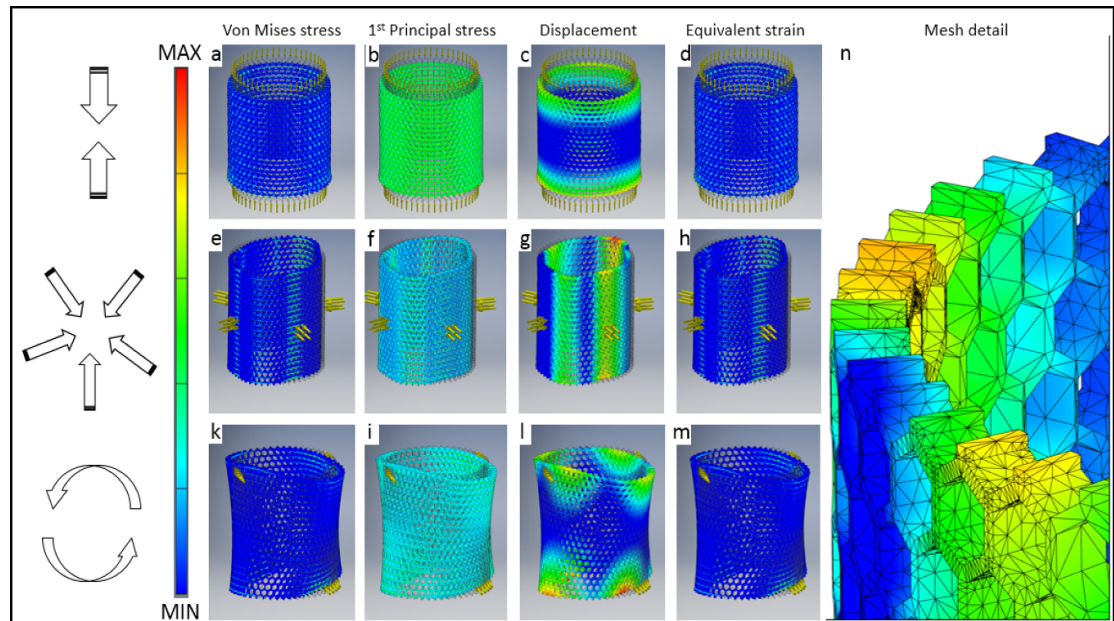 Von Mises stress
1st Principal stress
Displacement
Equivalent strain
Mesh detail
MAX
a
b
c
d
n
e
f
g
h
k
i
l
m
MIN